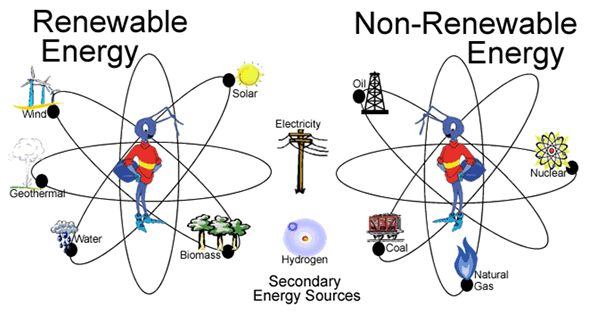 Renewable
Energy
Non-Renewable
Energy
Wind
Solar
Geothermal
Water
Biomass
Electricity
Hydrogen
Secondary
Energy Sources
Oil
Nuclear
Coal
Natural
Gas